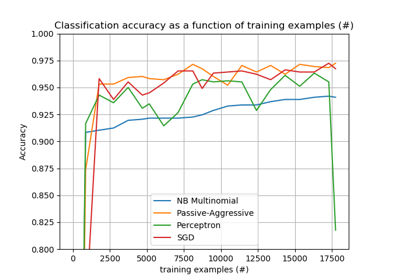 Classification accuracy as a function of training examples (#)
1.000
0.975
0.950
0.925
0.900
0.875
0.850
0.825
0.800
Accuracy
NB Multinomial
Passive-Aggressive
Perceptron
SGD
0 2500 5000 7500 10000 12500 15000 17500
training examples (#)